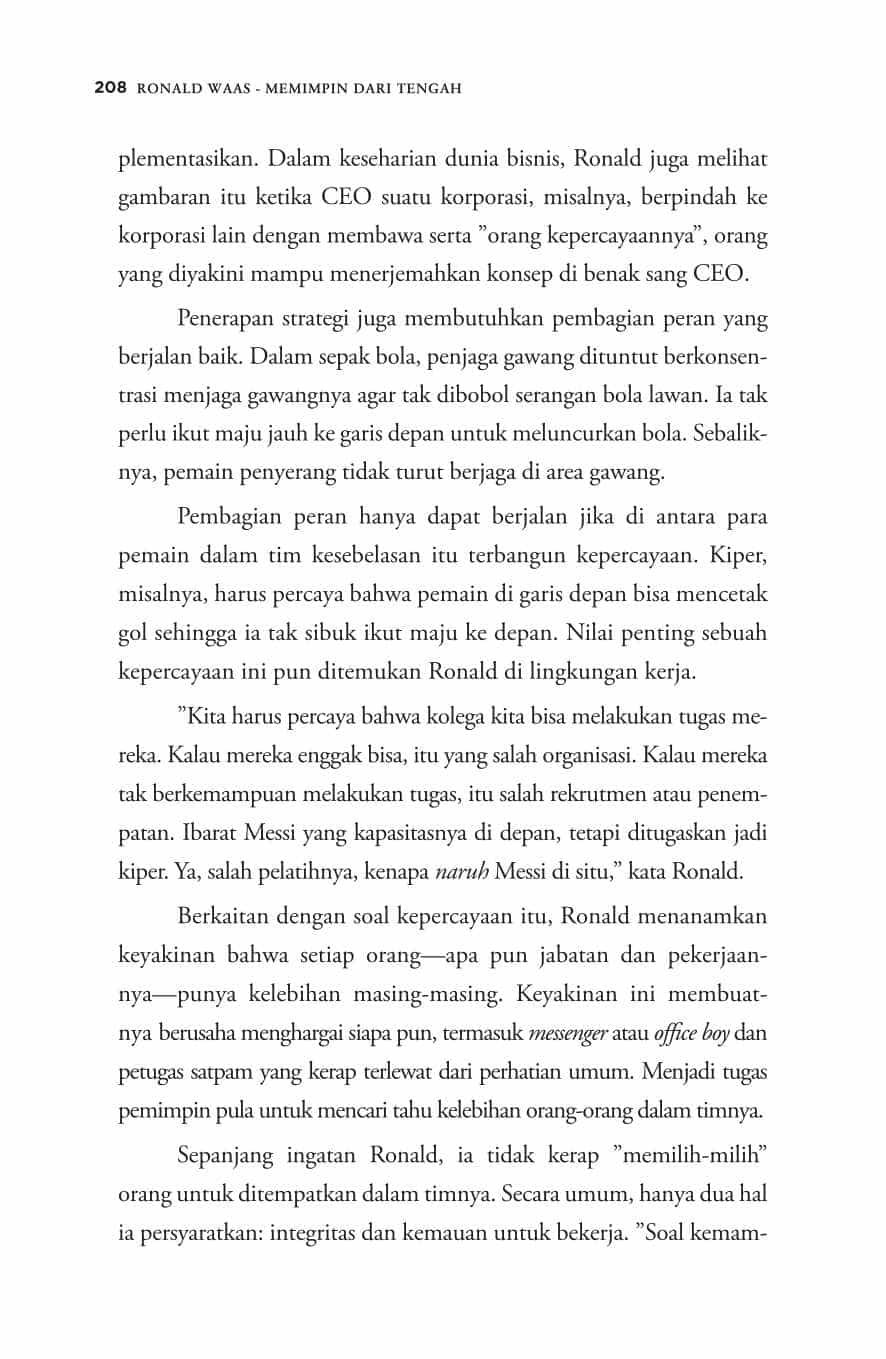 208 RONALD WAAS - MEMIMPIN DARI TENGAH
plementasikan. Dalam keseharian dunia bisnis, Ronald juga melihat
gambaran itu ketika CEO suatu korporasi, misalnya, berpindah ke
korporasi lain dengan membawa serta ”orang kepercayaannya”, orang
yang diyakini mampu menerjemahkan konsep di benak sang CEO.
Penerapan strategi juga membutuhkan pembagian peran yang
berjalan baik. Dalam sepak bola, penjaga gawang dituntut berkonsen-
trasi menjaga gawangnya agar tak dibobol serangan bola lawan. Ia tak
perlu ikut maju jauh ke garis depan untuk meluncurkan bola. Sebalik-
nya, pemain penyerang tidak turut berjaga di area gawang.
Pembagian peran hanya dapat berjalan jika di antara para
pemain dalam tim kesebelasan itu terbangun kepercayaan. Kiper,
misalnya, harus percaya bahwa pemain di garis depan bisa mencetak
gol sehingga ia tak sibuk ikut maju ke depan. Nilai penting sebuah
kepercayaan ini pun ditemukan Ronald di lingkungan kerja.
”Kita harus percaya bahwa kolega kita bisa melakukan tugas me-
reka. Kalau mereka enggak bisa, itu yang salah organisasi. Kalau mereka
tak berkemampuan melakukan tugas, itu salah rekrutmen atau penem-
patan. Ibarat Messi yang kapasitasnya di depan, tetapi ditugaskan jadi
kiper. Ya, salah pelatihnya, kenapa naruh Messi di situ,” kata Ronald.
Berkaitan dengan soal kepercayaan itu, Ronald menanamkan
keyakinan bahwa setiap orang—apa pun jabatan dan pekerjaan-
nya—punya kelebihan masing-masing. Keyakinan ini membuat-
nya berusaha menghargai siapa pun, termasuk messenger atau office boy dan
petugas satpam yang kerap terlewat dari perhatian umum. Menjadi tugas
pemimpin pula untuk mencari tahu kelebihan orang-orang dalam timnya.
Sepanjang ingatan Ronald, ia tidak kerap ”memilih-milih”
orang untuk ditempatkan dalam timnya. Secara umum, hanya dua hal
ia persyaratkan: integritas dan kemauan untuk bekerja. ”Soal kemam-